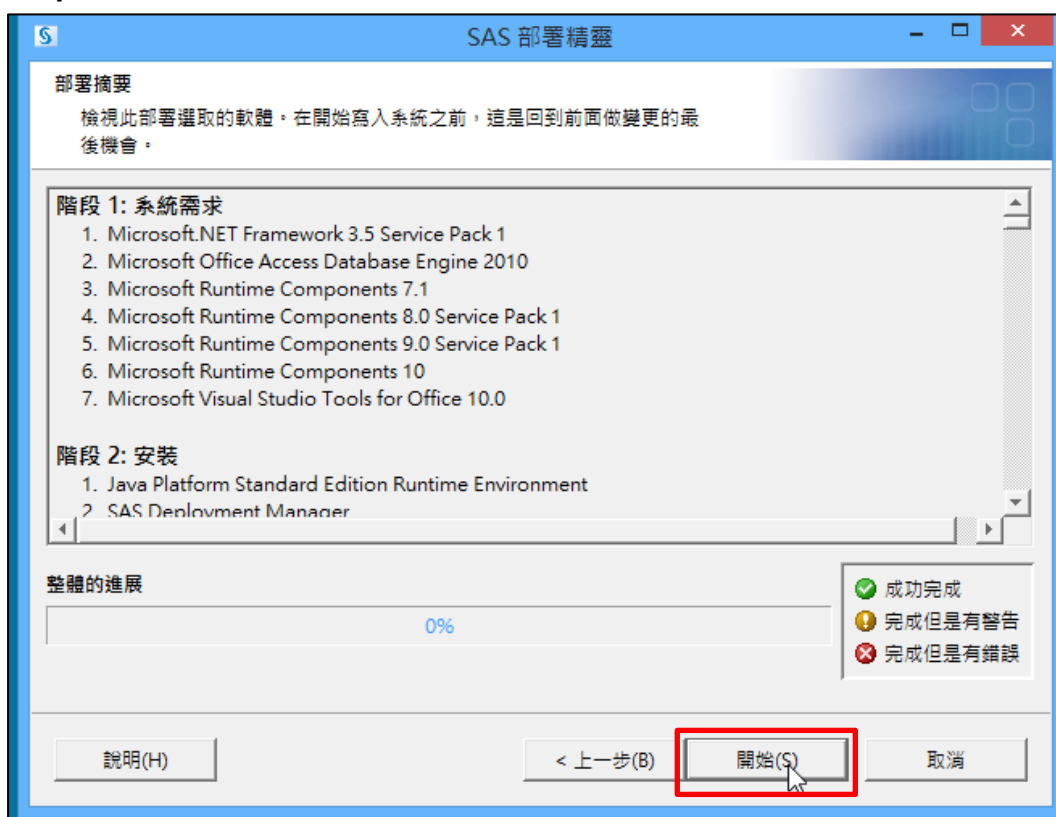 SAS 部署精靈
部署摘要
檢視此部署選取的軟體。在開始寫入系統之前，這是回到前面做變更的最
後機會。
階段 1: 系統需求
1. Microsoft.NET Framework 3.5 Service Pack 1
2. Microsoft Office Access Database Engine 2010
3. Microsoft Runtime Components 7.1
4. Microsoft Runtime Components 8.0 Service Pack 1
5. Microsoft Runtime Components 9.0 Service Pack 1
6. Microsoft Runtime Components 10
7. Microsoft Visual Studio Tools for Office 10.0
階段 2: 安裝
1. Java Platform Standard Edition Runtime Environment
2. SAS Deployment Manager
整體的進展
0%
成功完成
完成但是有警告
完成但是有錯誤
說明(H)
< 上一步(B)
開始(S)
取消